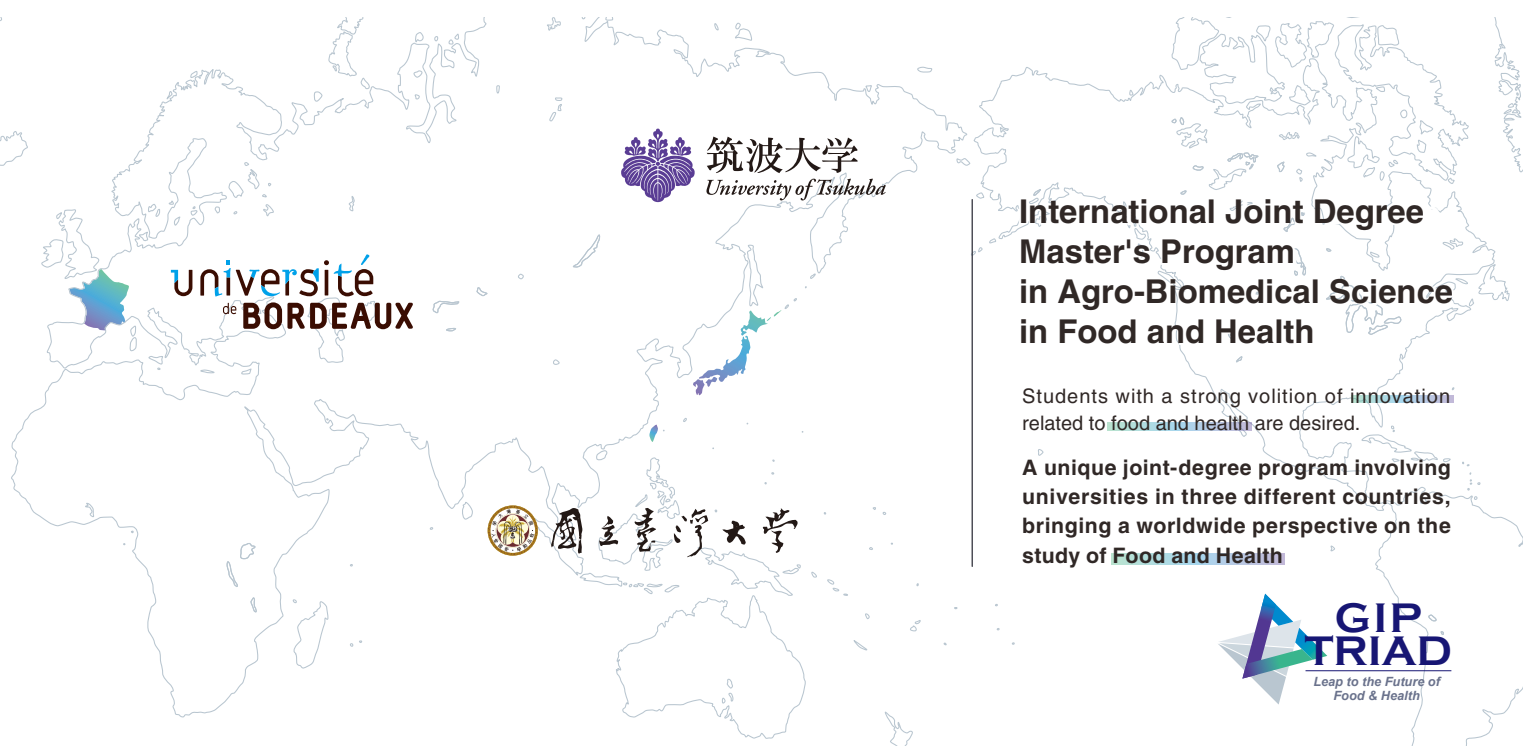 筑波大学
University of Tsukuba
université
de BORDEAUX
國立臺灣大学
International Joint Degree
Master's Program
in Agro-Biomedical Science
in Food and Health
Students with a strong volition of innovation
related to food and health are desired.
A unique joint-degree program involving
universities in three different countries,
bringing a worldwide perspective on the
study of Food and Health
GIP
TRIAD
Leap to the Future of
Food & Health